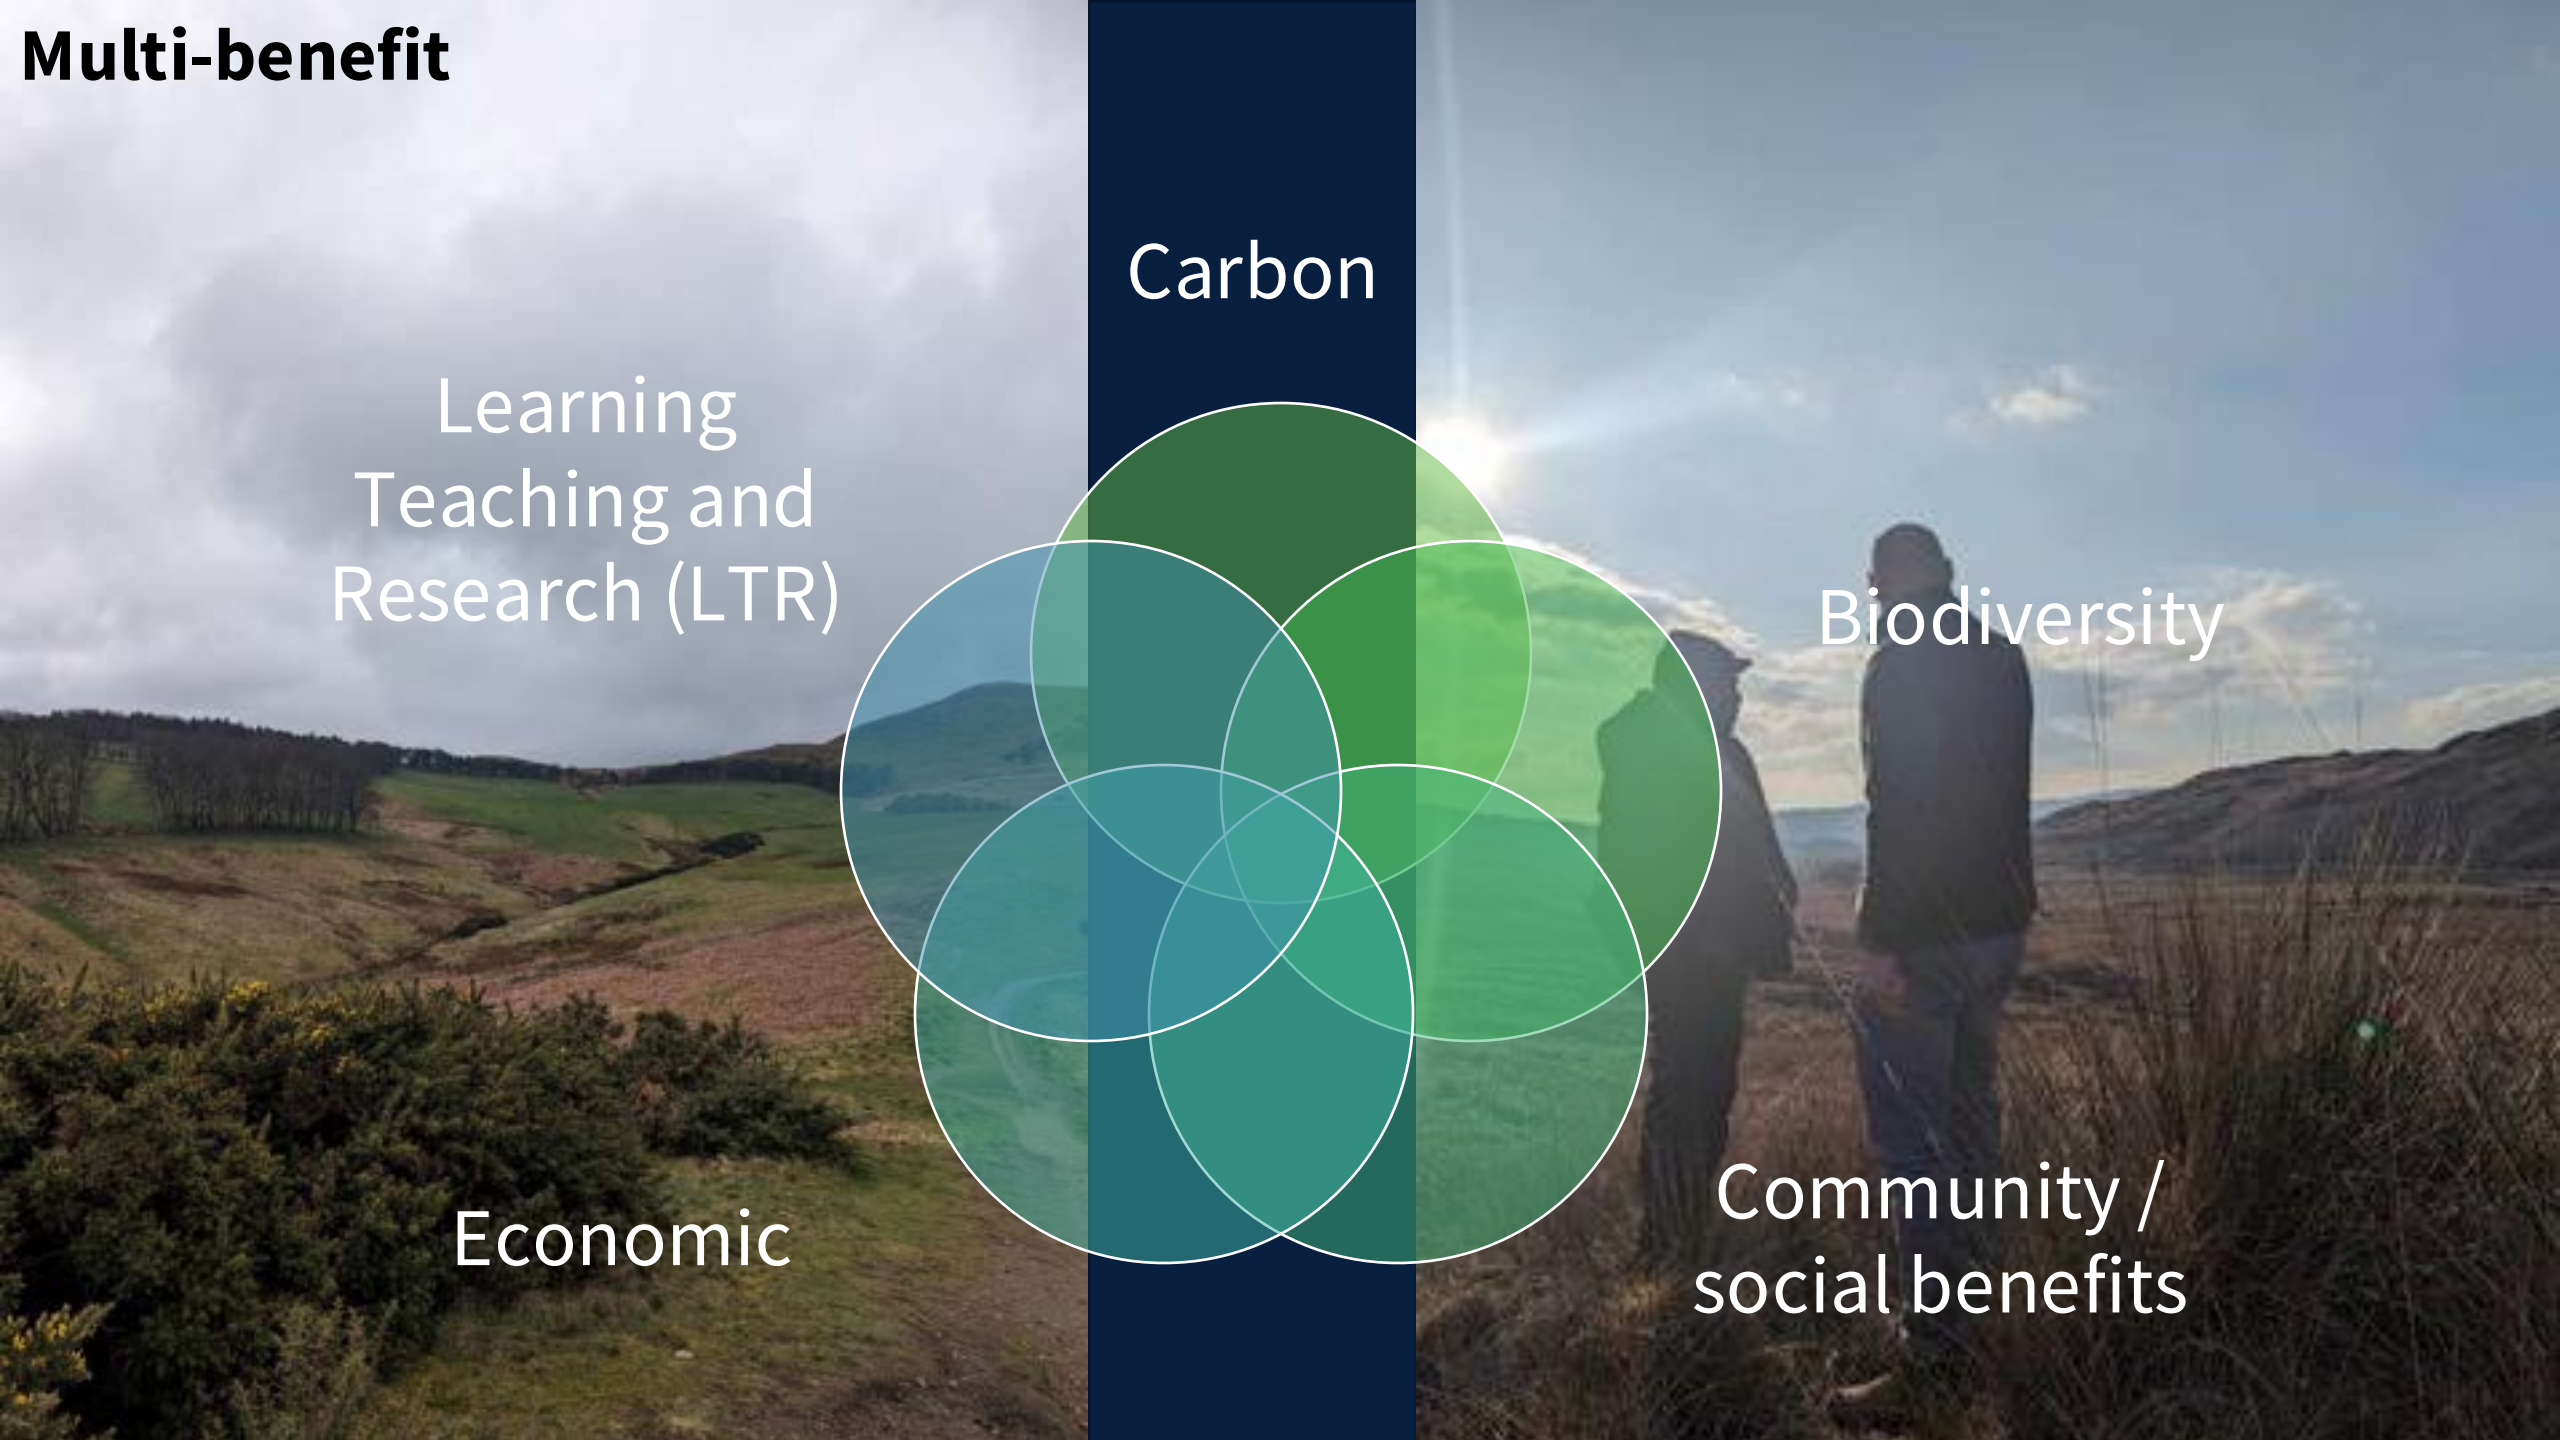 Multi-benefit
Carbon
Learning
Teaching and
Research (LTR)
Biodiversity
Community /
social benefits
Economic